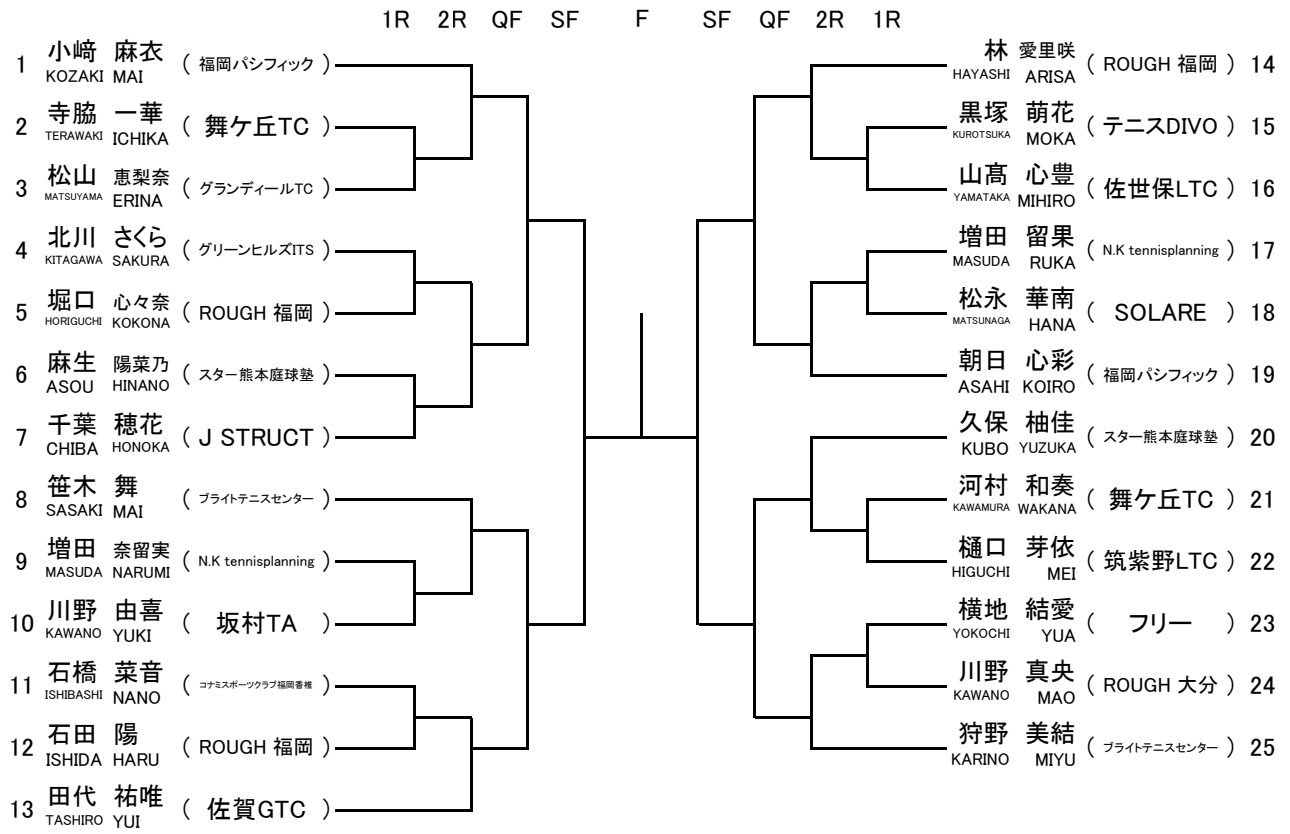 1R 2R QF SF F SF QF 2R 1R
1 小﨑 麻衣 ( 福岡パシフィック )
KOZAKI MAI
2 寺脇 一華 ( 舞ケ丘TC )
TERAWAKI ICHIKA
3 松山 恵梨奈 ( グランディールTC )
MATSUYAMA ERINA
4 北川 さくら ( グリーンヒルズITS )
KITAGAWA SAKURA
5 堀口 心々奈 ( ROUGH 福岡 )
HORIGUCHI KOKONA
6 麻生 陽菜乃 ( スター熊本庭球塾 )
ASOU HINANO
7 千葉 穂花 ( J STRUCT )
CHIBA HONOKA
8 笹木 舞 ( ブライトテニスセンター )
SASAKI MAI
9 増田 奈留実 ( N.K tennisplanning )
MASUDA NARUMI
10 川野 由喜 ( 坂村TA )
KAWANO YUKI
11 石橋 菜音 ( コナミスポーツクラブ福岡香椎 )
ISHIBASHI NANO
12 石田 陽 ( ROUGH 福岡 )
ISHIDA HARU
13 田代 祐唯 ( 佐賀GTC )
TASHIRO YUI
林 愛里咲 ( ROUGH 福岡 ) 14
HAYASHI ARISA
黒塚 萌花 ( テニスDIVO ) 15
KUROTSUKA MOKA
山髙 心豊 ( 佐世保LTC ) 16
YAMATAKA MIHIRO
増田 留果 ( N.K tennisplanning ) 17
MASUDA RUKA
松永 華南 ( SOLARE ) 18
MATSUNAGA HANA
朝日 心彩 ( 福岡パシフィック ) 19
ASAHI KOIRO
久保 柚佳 ( スター熊本庭球塾 ) 20
KUBO YUZUKA
河村 和奏 ( 舞ケ丘TC ) 21
KAWAMURA WAKANA
樋口 芽依 ( 筑紫野LTC ) 22
HIGUCHI MEI
横地 結愛 ( フリー ) 23
YOKOCHI YUA
川野 真央 ( ROUGH 大分 ) 24
KAWANO MAO
狩野 美結 ( ブライトテニスセンター ) 25
KARINO MIYU